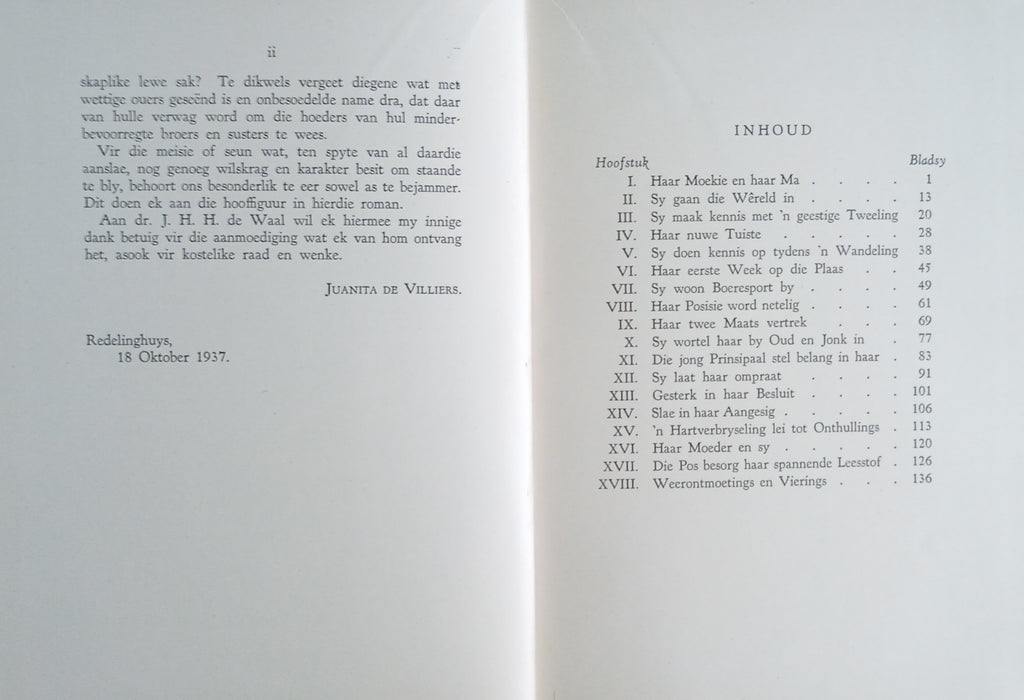 ii
skaplike lewe sak? Te dikwels vergeet diegene wat met
wettige ouers geseënd is en onbesoedelde name dra, dat daar
van hulle verwag word om die hoeders van hul minder-
bevoorregte broers en susters te wees.
Vir die meisie of seun wat, ten spyte van al daardie
aanslae, nog genoeg wilskrag en karakter besit om staande
te bly, behoort ons besonderlik te eer sowel as te bejammer.
Dit doen ek aan die hooffiguur in hierdie roman.
Aan dr. J. H. H. de Waal wil ek hiermee my innige
dank betuig vir die aanmoediging wat ek van hom ontvang
het, asook vir kostelike raad en wenke.
Juanita de Villiers.
Redelinghuys,
18 Oktober 1937.
INHOUD
Hoofstuk Bladsy
I. Haar Moekie en haar Ma . . . . 1
II. Sy gaan die Wêreld in . . . . 13
III. Sy maak kennis met 'n geestige Tweeling 20
IV. Haar nuwe Tuiste . . . . . 28
V. Sy doen kennis op tydens 'n Wandeling 38
VI. Haar eerste Week op die Plaas . . 45
VII. Sy woon Boeresport by . . . . 49
VIII. Haar Posisie word netelig . . . . 61
IX. Haar twee Maats vertrek . . . 69
X. Sy wortel haar by Oud en Jonk in . 77
XI. Die jong Prinsipaal stel belang in haar . 83
XII. Sy laat haar ompraat . . . . 91
XIII. Gesterk in haar Besluit . . . . 101
XIV. Slae in haar Aangesig . . . . 106
XV. 'n Hartverbryseling lei tot Onthullings . 113
XVI. Haar Moeder en sy . . . . . 120
XVII. Die Pos besorg haar spannende Leesstof . 126
XVIII. Weerontmoetings en Vierings . . . 136